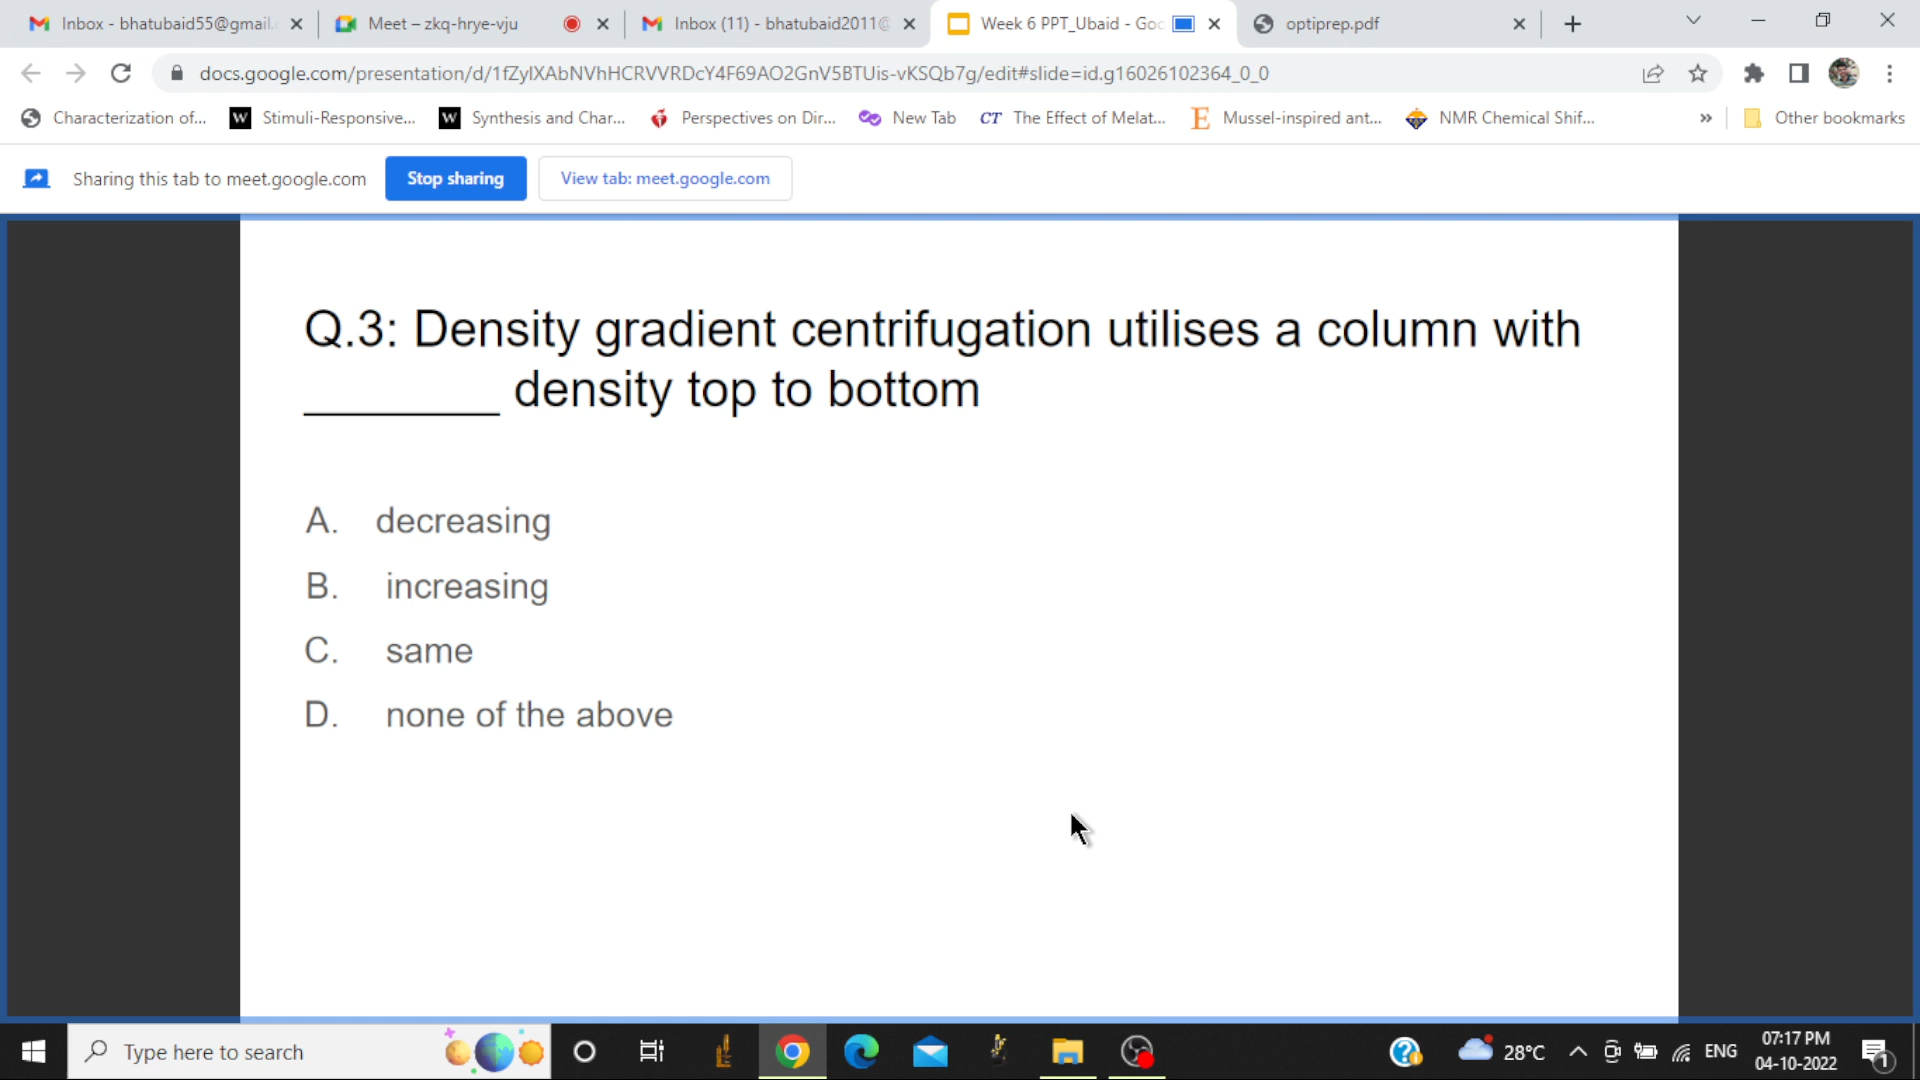 Inbox - bhatubaid55@gmail.
Meet – zkq-hrye-vju
Inbox (11) - bhatubaid2011@
Week 6 PPT_Ubaid - Goo
optiprep.pdf
docs.google.com/presentation/d/1fZylXAbNVhHCRVVRDcY4F69AO2GnV5BTUis-vKSQb7g/edit#slide=id.g16026102364_0_0
Characterization of...
W Stimuli-Responsive...
W Synthesis and Char...
Perspectives on Dir...
New Tab
CT The Effect of Melat...
E Mussel-inspired ant...
NMR Chemical Shif...
»
Other bookmarks
Sharing this tab to meet.google.com
Stop sharing
View tab: meet.google.com
Q.3: Density gradient centrifugation utilises a column with
________ density top to bottom
A. decreasing
B. increasing
C. same
D. none of the above
Type here to search
28°C
ENG
07:17 PM
04-10-2022
1